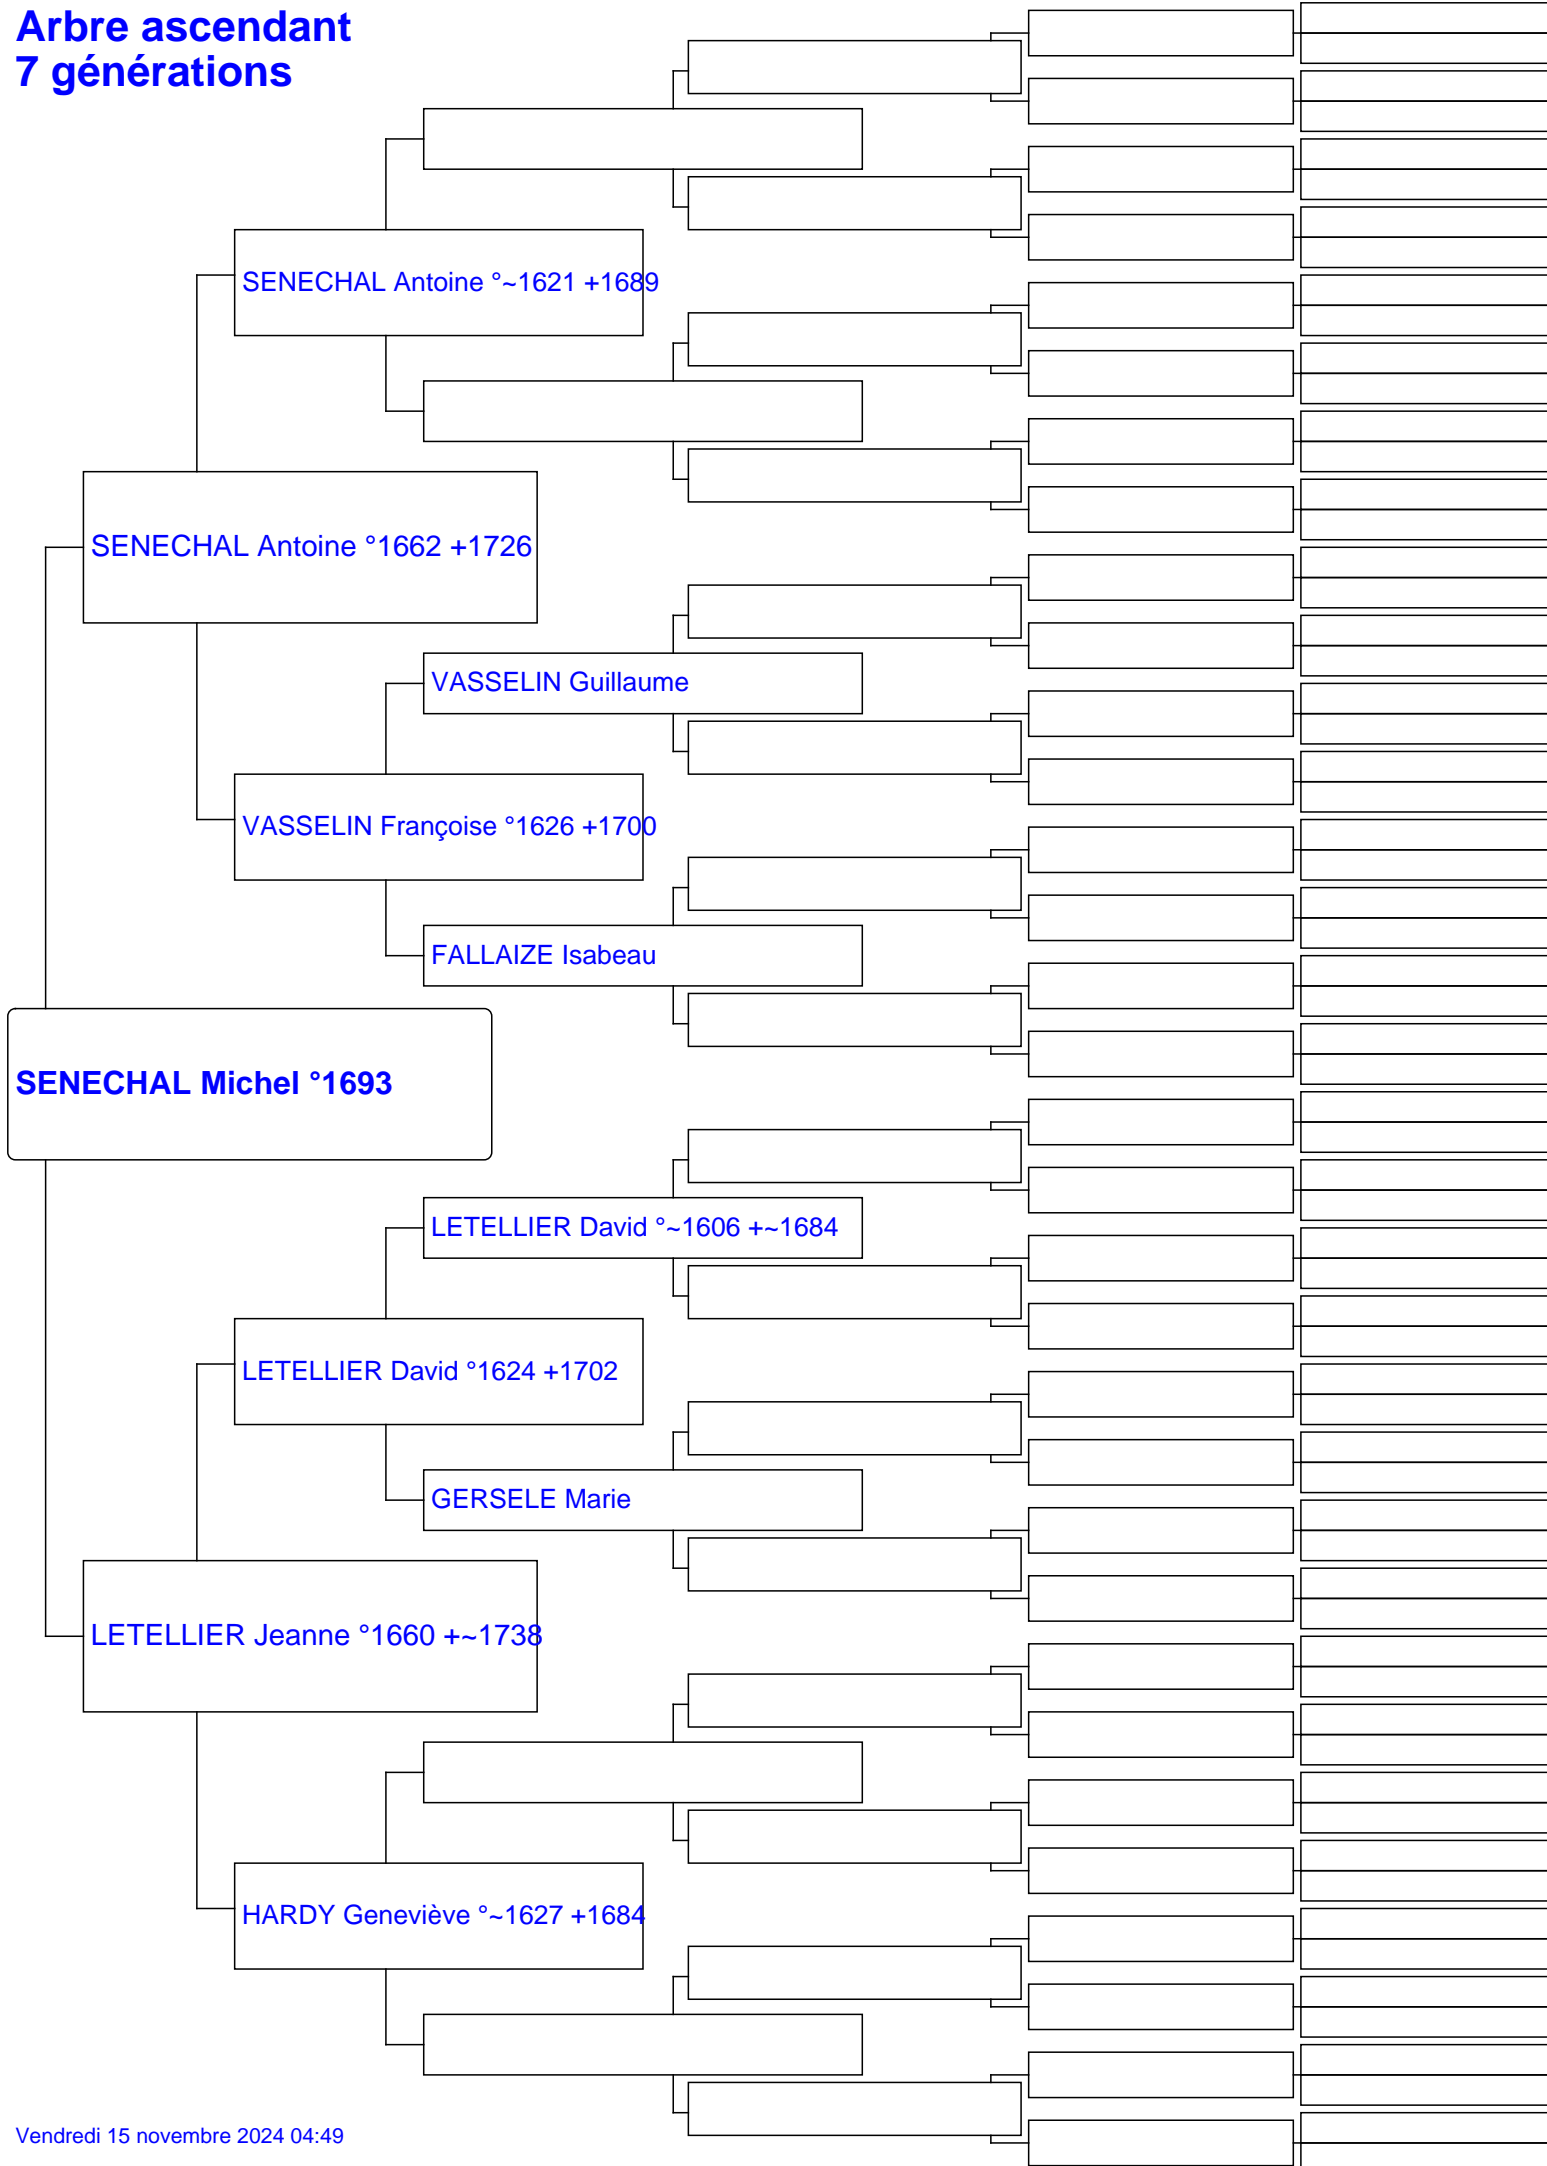 Arbre ascendant
7 générations
SENECHAL Antoine °~1621 +1689
SENECHAL Antoine °1662 +1726
VASSELIN Guillaume
VASSELIN Françoise °1626 +1700
FALLAIZE Isabeau
SENECHAL Michel °1693
LETELLIER David °~1606 +~1684
LETELLIER David °1624 +1702
GERSELE Marie
LETELLIER Jeanne °1660 +~1738
HARDY Geneviève °~1627 +1684
Vendredi 15 novembre 2024 04:49